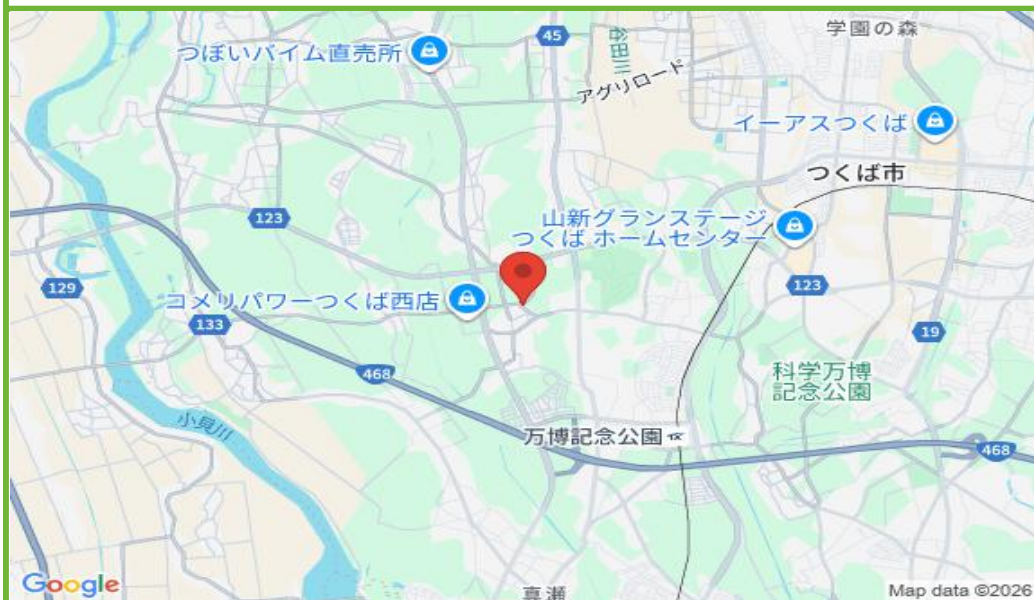 学園の森
つぼいバイム直売所
45
谷田川
アグリロード
イーアスつくば
つくば市
123
山新グランステージ
つくば ホームセンター
129
コメリパワーつくば西店
123
133
19
468
科学万博
記念公園
小貝川
万博記念公園
468
真瀬
Google
Map data ©2026